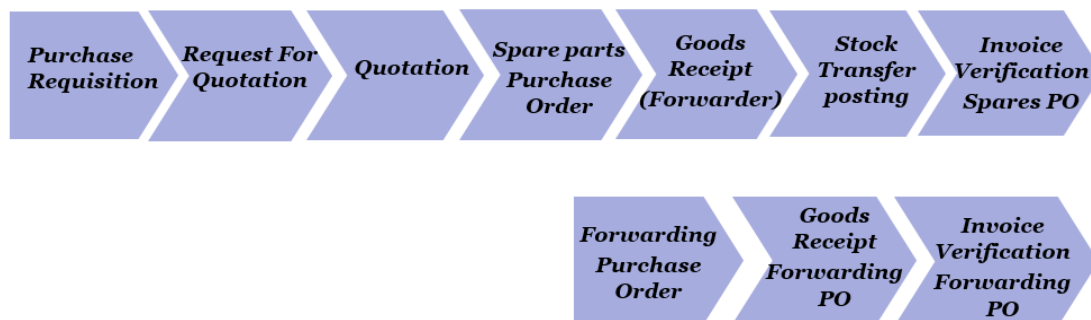 Purchase
Requisition
Request For
Quotation
Quotation
Spare parts
Purchase
Order
Goods
Receipt
(Forwarder)
Stock
Transfer
posting
Invoice
Verification
Spares PO
Forwarding
Purchase
Order
Goods
Receipt
Forwarding
PO
Invoice
Verification
Forwarding
PO